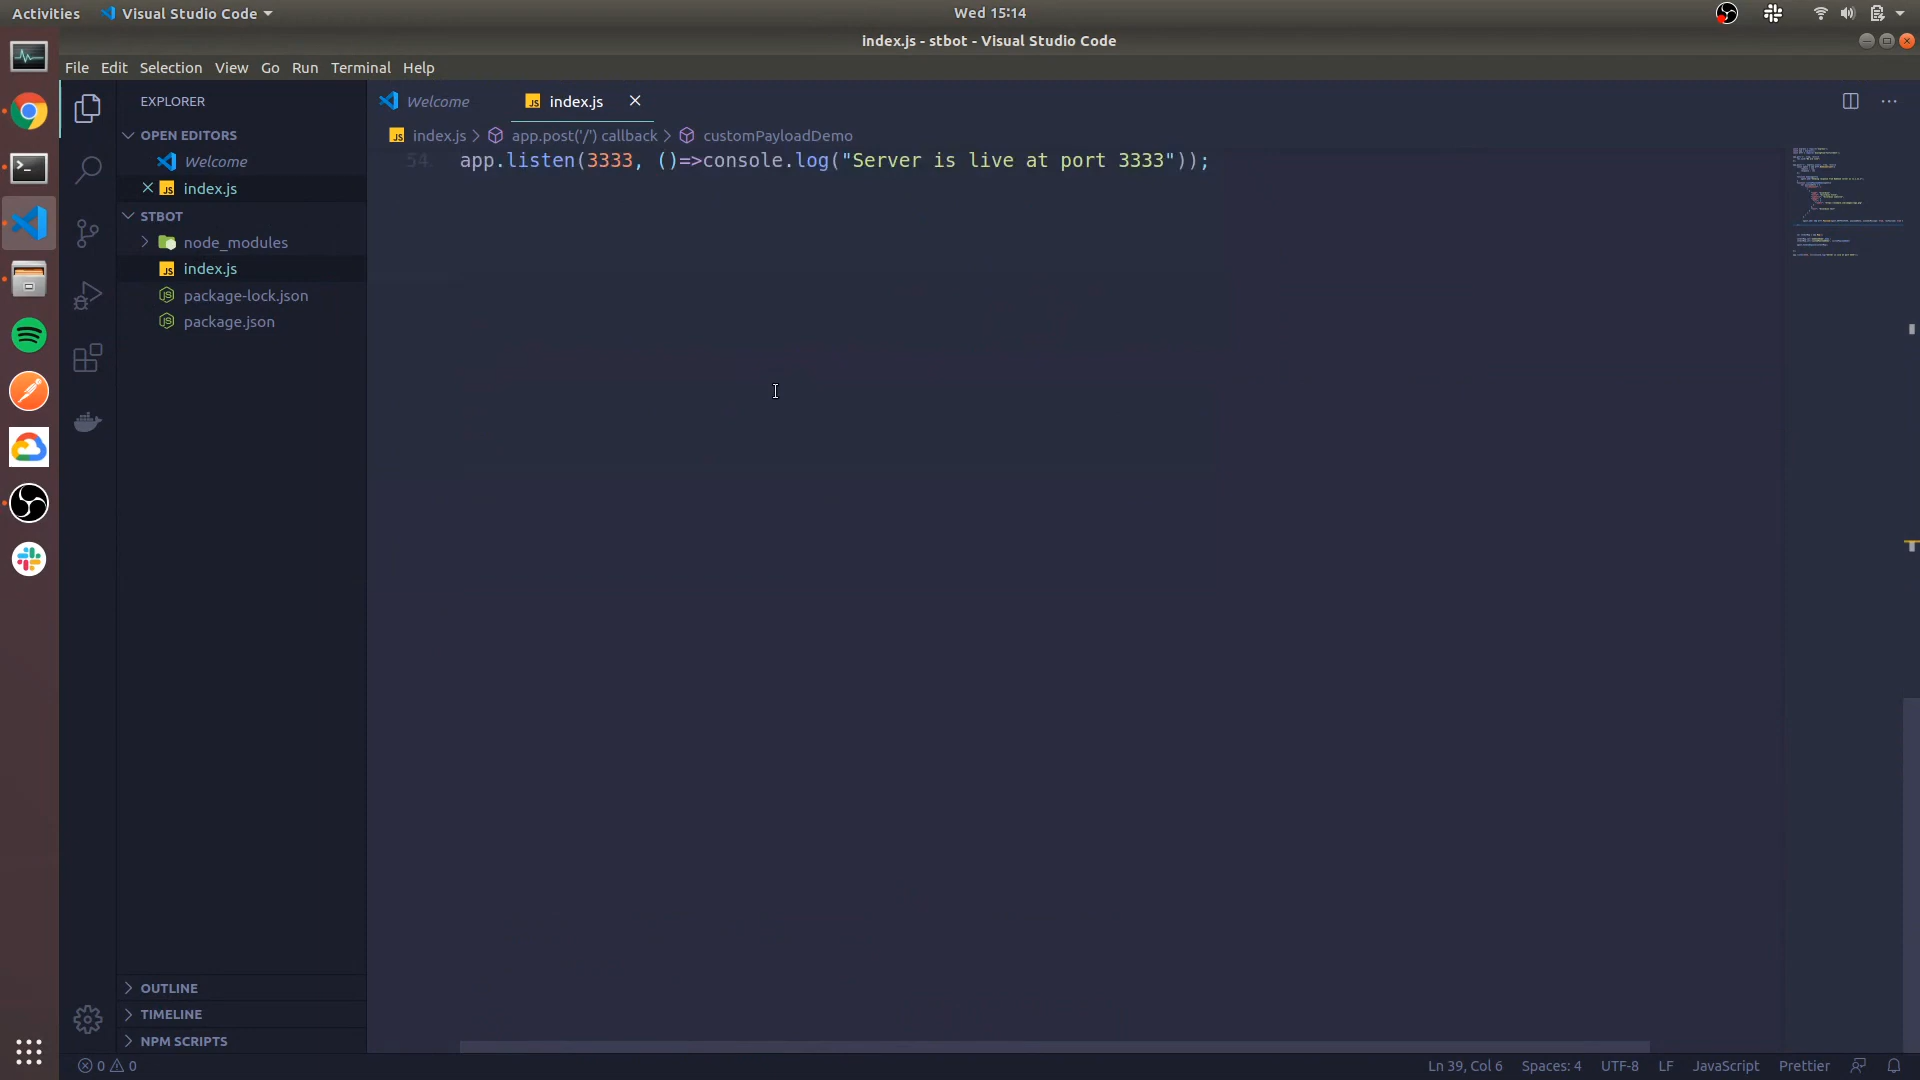 Activities
Visual Studio Code
Wed 15:14
index.js - stbot - Visual Studio Code
File Edit Selection View Go Run Terminal Help
EXPLORER
OPEN EDITORS
Welcome
index.js
STBOT
node_modules
index.js
package-lock.json
package.json
OUTLINE
TIMELINE
NPM SCRIPTS
Welcome
index.js
index.js > app.post('/') callback > customPayloadDemo
54 app.listen(3333, ()=>console.log("Server is live at port 3333"));
0 0
Ln 39, Col 6 Spaces: 4 UTF-8 LF JavaScript Prettier